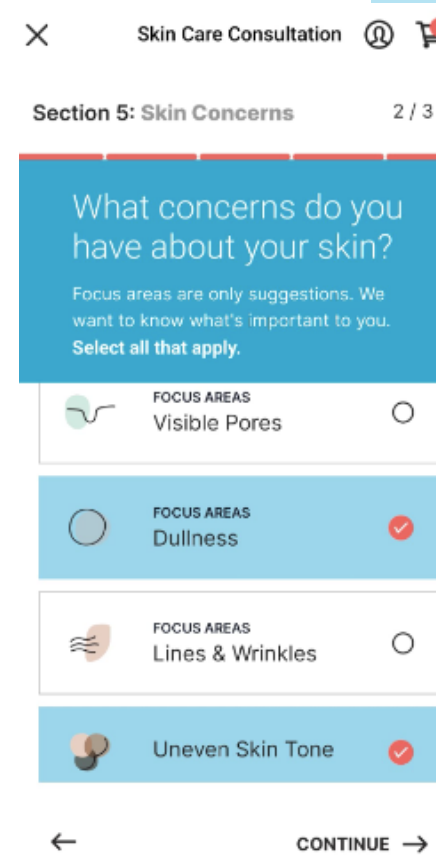 Skin Care Consultation
Section 5: Skin Concerns 2 / 3
What concerns do you
have about your skin?
Focus areas are only suggestions. We
want to know what's important to you.
Select all that apply.
FOCUS AREAS
Visible Pores
FOCUS AREAS
Dullness
FOCUS AREAS
Lines & Wrinkles
Uneven Skin Tone
CONTINUE